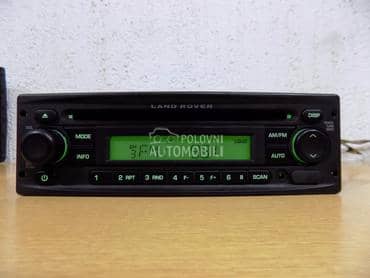 LAND ROVER
DISP
MODE
AM/FM
INFO
AUTO
POLOVNI
AUTOMOBILI
1 2 RPT 3 RND 4 F- 5 F+ 6 II SCAN